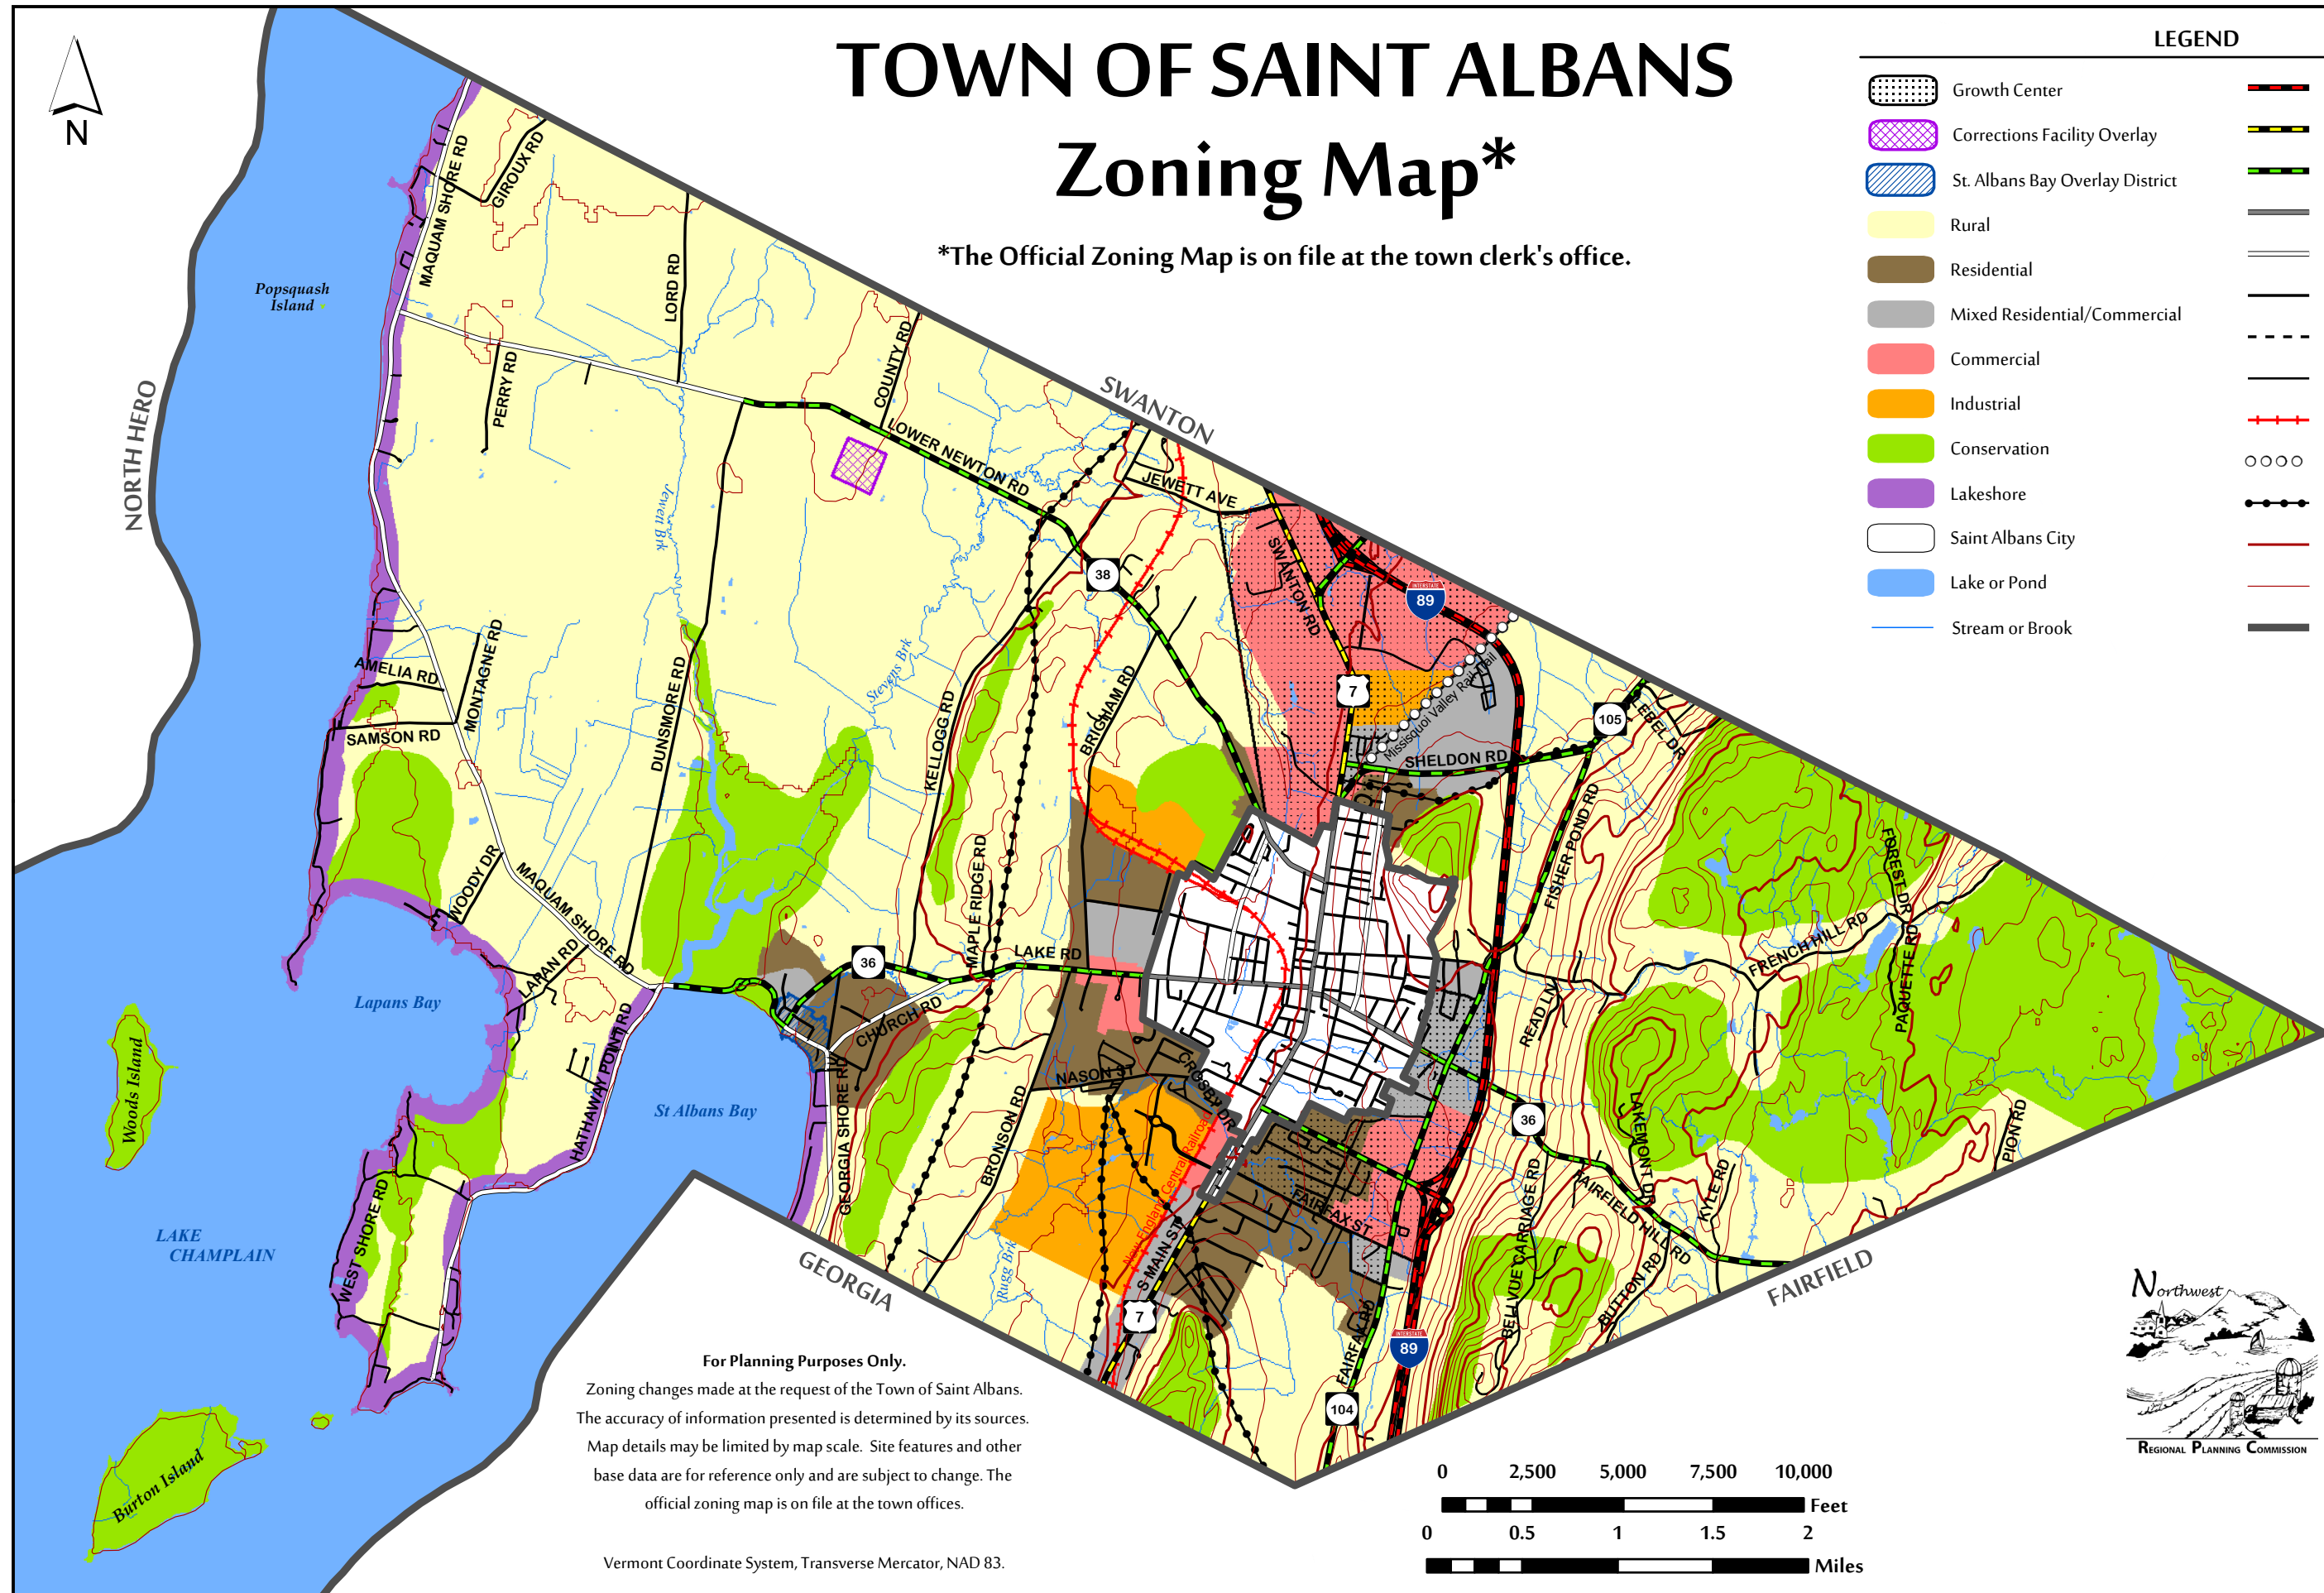 TOWN OF SAINT ALBANS
Zoning Map*
*The Official Zoning Map is on file at the town clerk's office.
LEGEND
Growth Center
Corrections Facility Overlay
St. Albans Bay Overlay District
Rural
Residential
Mixed Residential/Commercial
Commercial
Industrial
Conservation
Lakeshore
Saint Albans City
Lake or Pond
Stream or Brook
N
NORTH HERO
SWANTON
GEORGIA
FAIRFIELD
Popsquash
Island
MAQUAM SHORE RD
GIROUX RD
LORD RD
COUNTY RD
PERRY RD
LOWER NEWTON RD
JEWETT AVE
Jewett Brk
38
SWANTON RD
INTERSTATE
89
7
Missisquoi Valley Rail Trail
SHELDON RD
105
LEBEL DR
AMELIA RD
MONTAGNE RD
SAMSON RD
DUNSMORE RD
Stevens Brk
KELLOGG RD
BRIGHAM RD
FISHER POND RD
FOREST DR
WOODY DR
MAQUAM SHORE RD
LAPAN RD
MAPLE RIDGE RD
LAKE RD
36
CHURCH RD
FRENCH HILL RD
PAQUETTE RD
READ LN
Lapans Bay
Woods Island
HATHAWAY POINT RD
St Albans Bay
GEORGIA SHORE RD
NASON ST
CROSBY DR
BRONSON RD
New England Central Railroad
36
LAKEMONT DR
PION RD
KYLE RD
FAIRFIELD HILL RD
BELLVUE CARRIAGE RD
BUTTON RD
FAIRFAX ST
S MAIN ST
Rugg Brk
7
FAIRFAX RD
INTERSTATE
89
104
WEST SHORE RD
LAKE
CHAMPLAIN
Burton Island
For Planning Purposes Only.
Zoning changes made at the request of the Town of Saint Albans.
The accuracy of information presented is determined by its sources.
Map details may be limited by map scale. Site features and other
base data are for reference only and are subject to change. The
official zoning map is on file at the town offices.
Vermont Coordinate System, Transverse Mercator, NAD 83.
0 2,500 5,000 7,500 10,000
Feet
0 0.5 1 1.5 2
Miles
Northwest
REGIONAL PLANNING COMMISSION